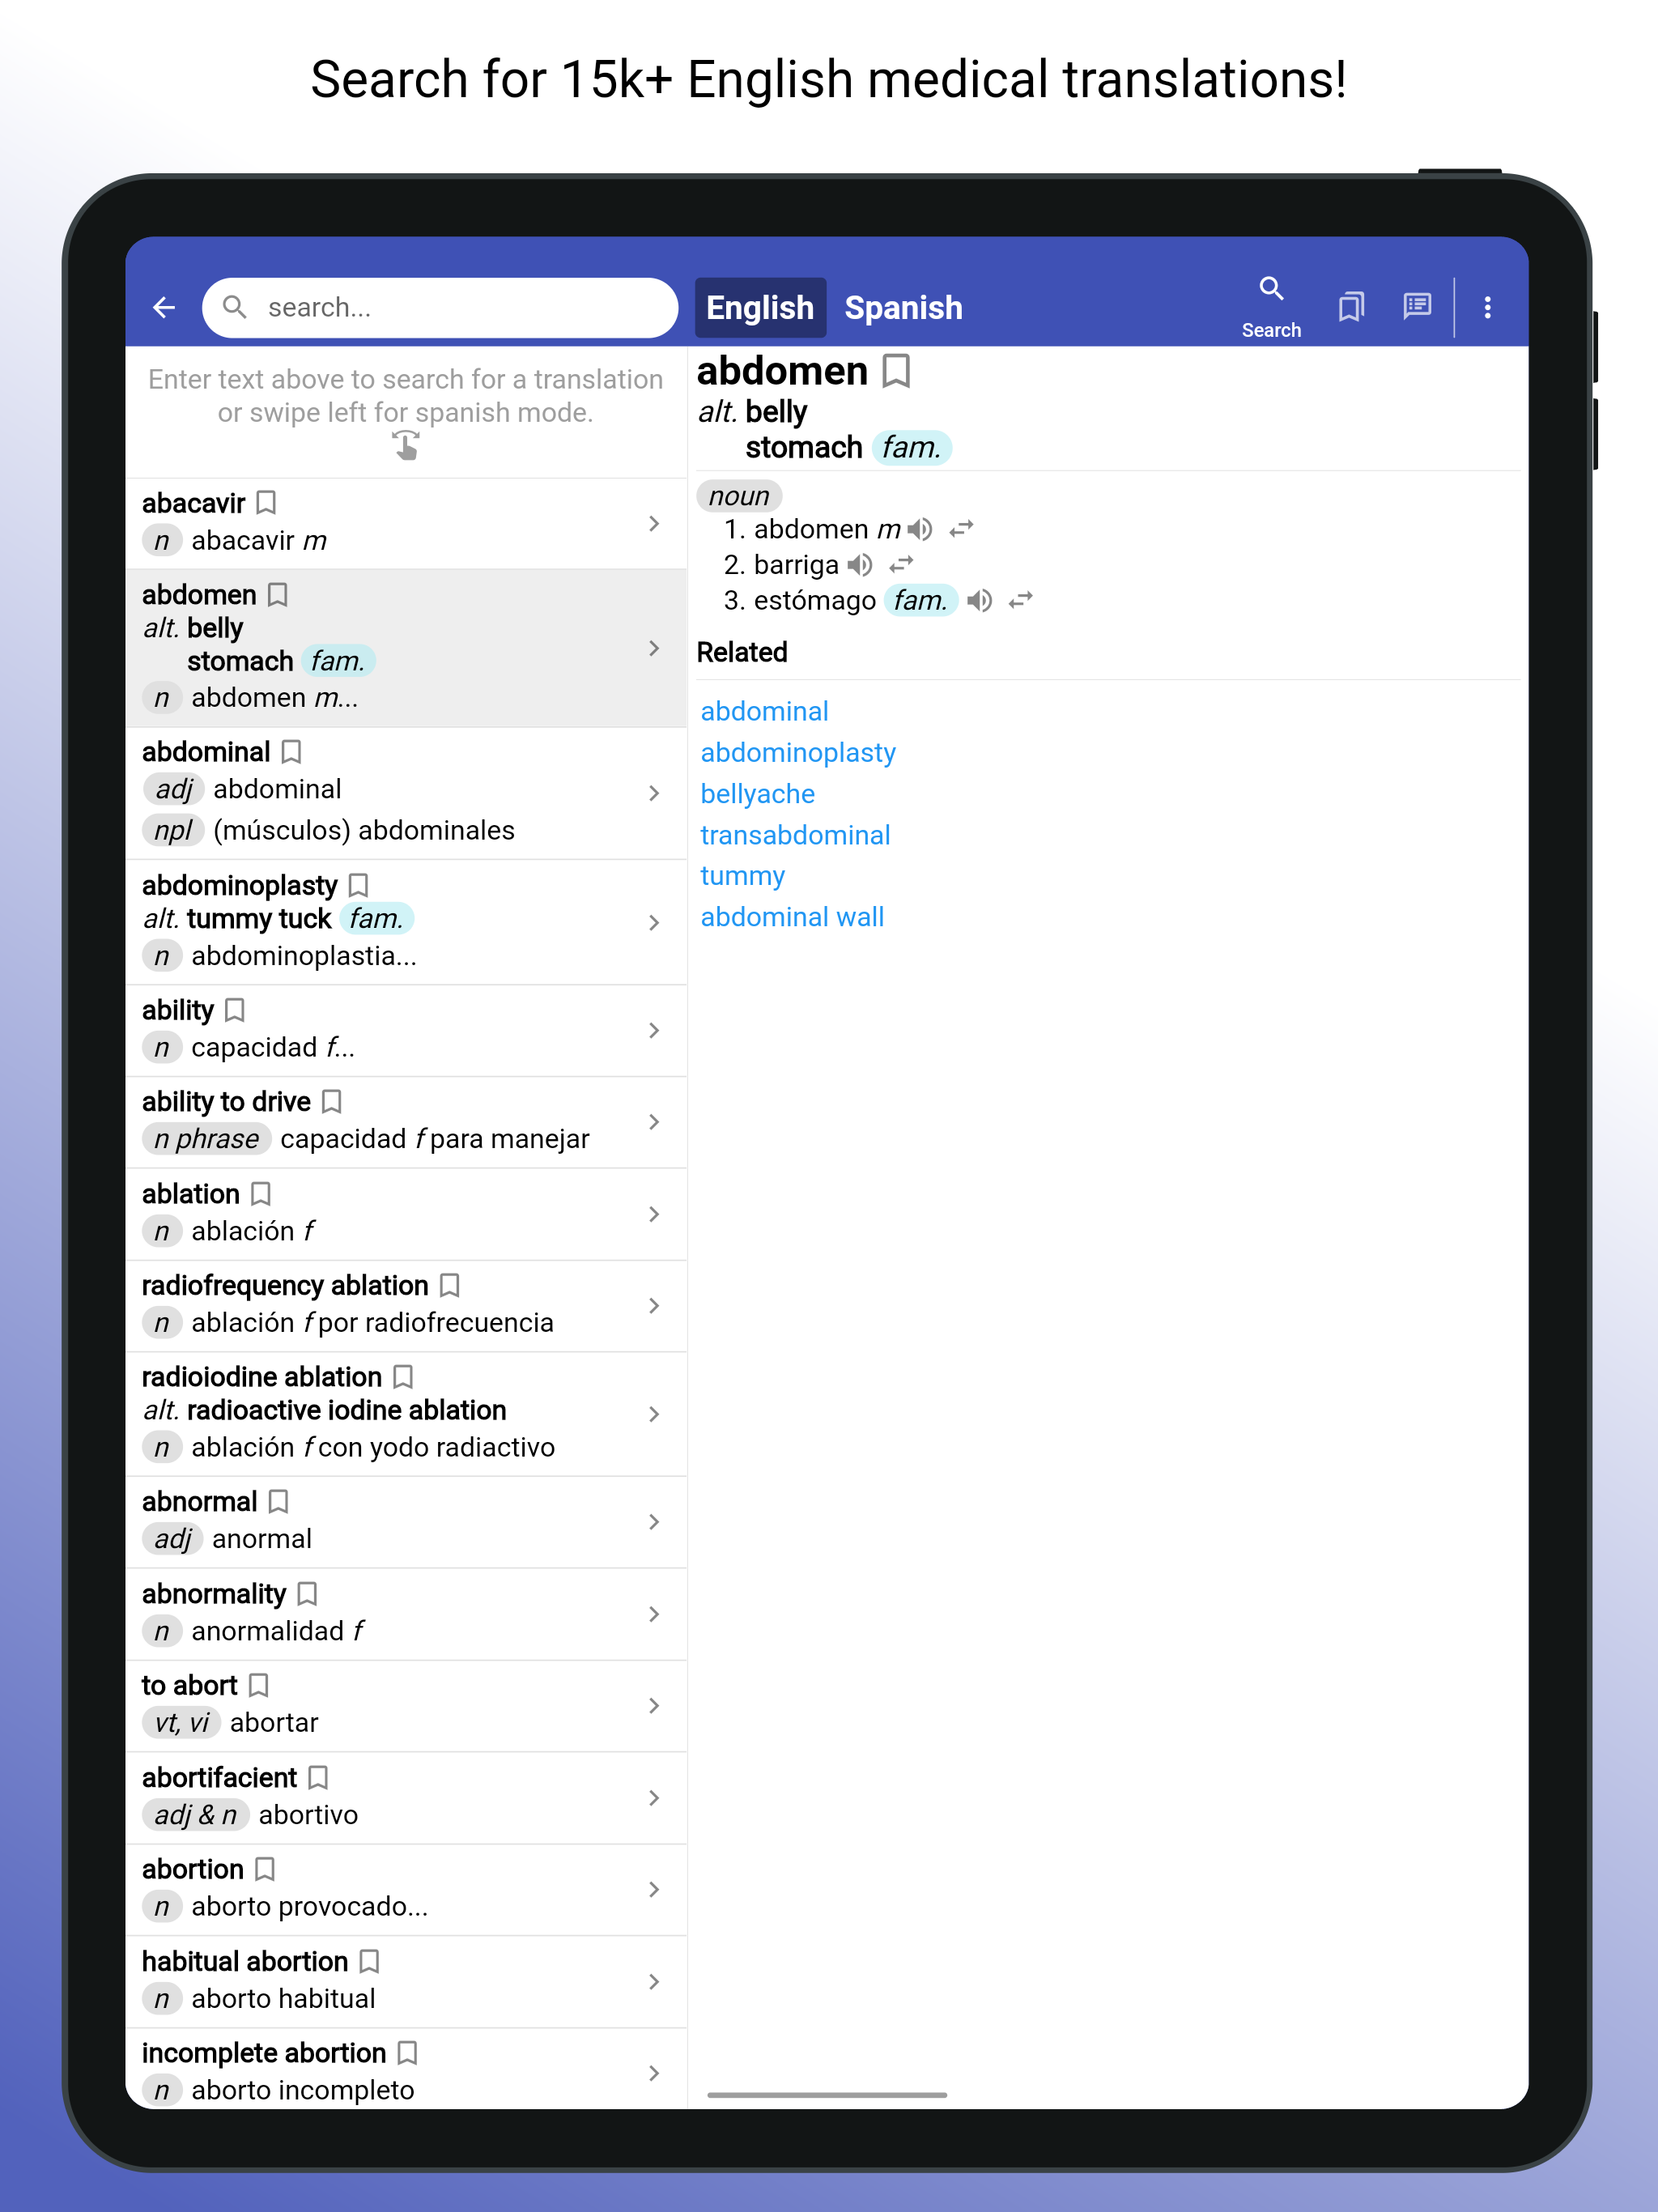 Search for 15k+ English medical translations!
search...
English
Spanish
Search
Enter text above to search for a translation
or swipe left for spanish mode.
abacavir
n abacavir m
abdomen
alt. belly
stomach fam.
n abdomen m...
abdominal
adj abdominal
npl (músculos) abdominales
abdominoplasty
alt. tummy tuck fam.
n abdominoplastia...
ability
n capacidad f...
ability to drive
n phrase capacidad f para manejar
ablation
n ablación f
radiofrequency ablation
n ablación f por radiofrecuencia
radioiodine ablation
alt. radioactive iodine ablation
n ablación f con yodo radiactivo
abnormal
adj anormal
abnormality
n anormalidad f
to abort
vt, vi abortar
abortifacient
adj & n abortivo
abortion
n aborto provocado...
habitual abortion
n aborto habitual
incomplete abortion
n aborto incompleto
abdomen
alt. belly
stomach fam.
noun
1. abdomen m
2. barriga
3. estómago fam.
Related
abdominal
abdominoplasty
bellyache
transabdominal
tummy
abdominal wall